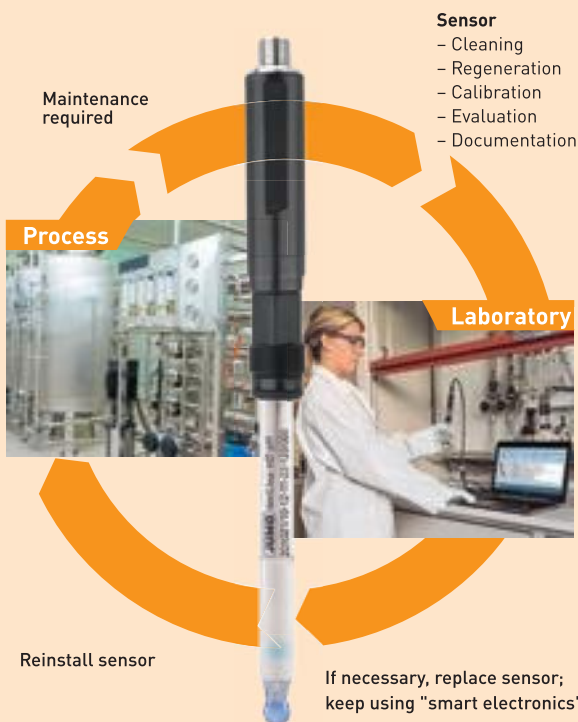 Sensor
– Cleaning
– Regeneration
– Calibration
– Evaluation
– Documentation
Maintenance
required
Process
Laboratory
JUMO
Reinstall sensor
If necessary, replace sensor;
keep using "smart electronics"